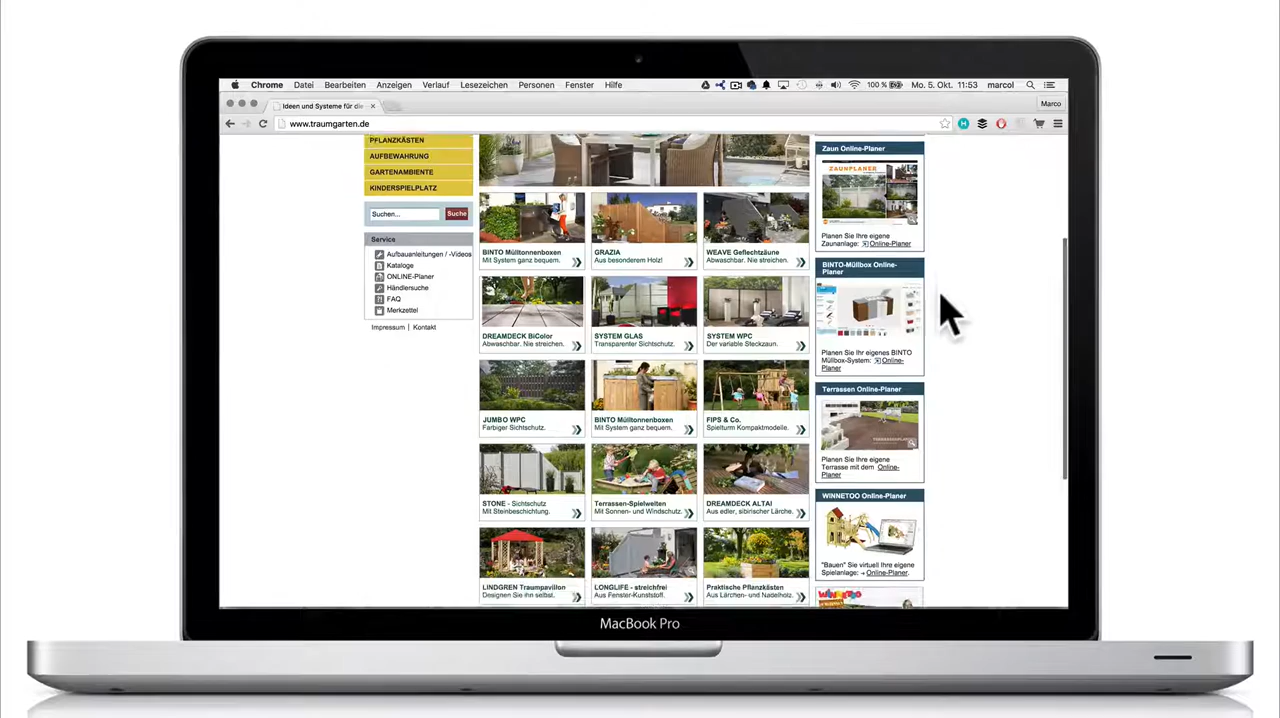 Chrome Datei Bearbeiten Anzeigen Verlauf Lesezeichen Personen Fenster Hilfe 100 % Mo. 5. Okt. 11:53 marcol
Ideen und Systeme für die
Marco
www.traumgarten.de
PFLANZKÄSTEN
AUFBEWAHRUNG
GARTENAMBIENTE
KINDERSPIELPLATZ
Suchen...
Suche
Service
Aufbauanleitungen / -Videos
Kataloge
ONLINE-Planer
Händlersuche
FAQ
Merkzettel
Impressum | Kontakt
BINTO Mülltonnenboxen
Mit System ganz bequem.
GRAZIA
Aus besonderem Holz!
WEAVE Geflechtzäune
Abwaschbar. Nie streichen.
DREAMDECK BiColor
Abwaschbar. Nie streichen.
SYSTEM GLAS
Transparenter Sichtschutz.
SYSTEM WPC
Der variable Steckzaun.
JUMBO WPC
Farbiger Sichtschutz.
BINTO Mülltonnenboxen
Mit System ganz bequem.
FIPS & Co.
Spielturm Kompaktmodelle.
STONE - Sichtschutz
Mit Steinbeschichtung.
Terrassen-Spielwelten
Mit Sonnen- und Windschutz.
DREAMDECK ALTAI
Aus edler, sibirischer Lärche.
LINDGREN Traumpavillon
Designen Sie ihn selbst.
LONGLIFE - streichfrei
Aus Fenster-Kunststoff.
Praktische Pflanzkästen
Aus Lärchen- und Nadelholz.
Zaun Online-Planer
ZAUNPLANER
Planen Sie Ihre eigene
Zaunanlage: Online-Planer
BINTO-Müllbox Online-
Planer
Planen Sie Ihr eigenes BINTO
Müllbox-System: Online-
Planer
Terrassen Online-Planer
Planen Sie Ihre eigene
Terrasse mit dem Online-
Planer
WINNETOO Online-Planer
"Bauen" Sie virtuell Ihre eigene
Spielanlage: Online-Planer.
WINNETOO
MacBook Pro